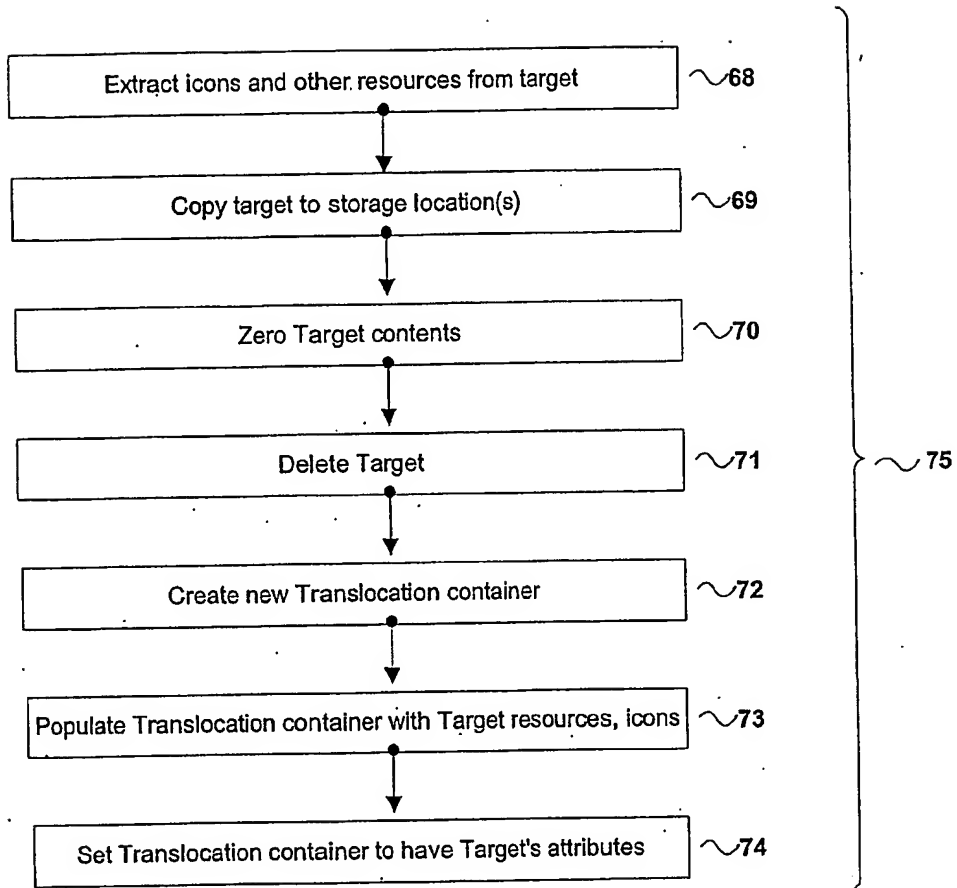 Extract icons and other resources from target 68
Copy target to storage location(s) 69
Zero Target contents 70
Delete Target 71
75
Create new Translocation container 72
Populate Translocation container with Target resources, icons 73
Set Translocation container to have Target's attributes 74